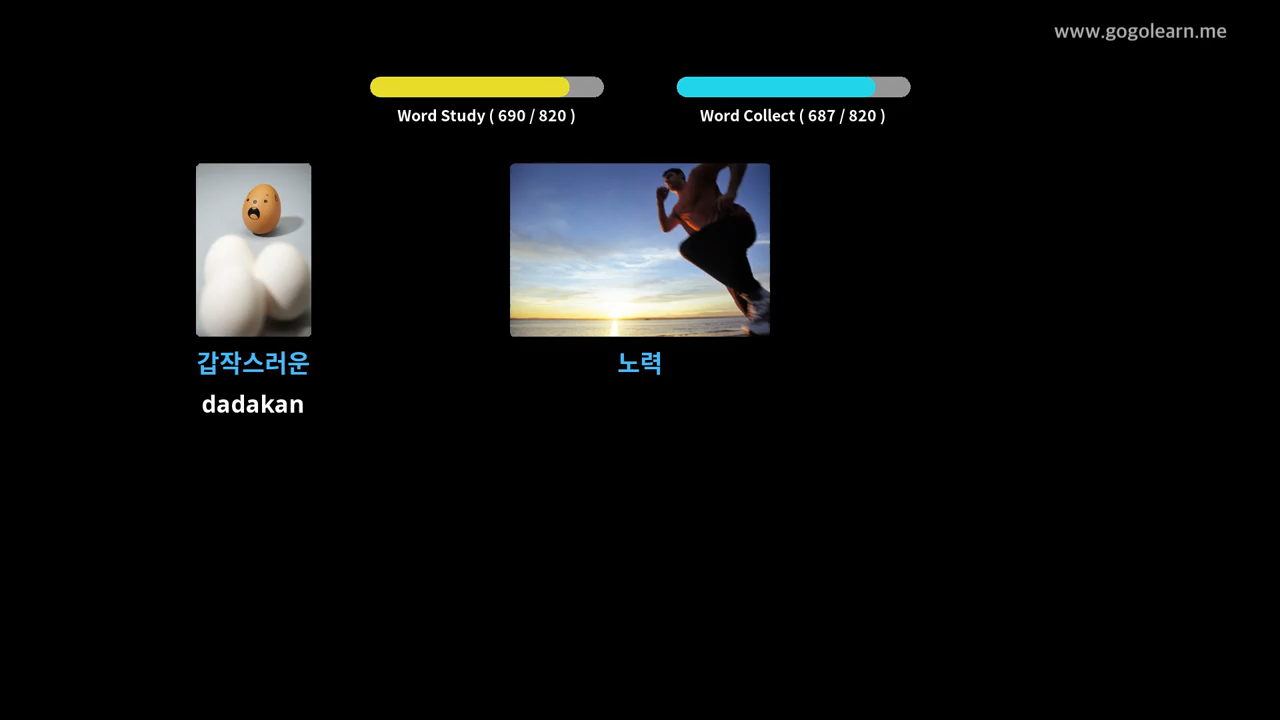 www.gogolearn.me
Word Study ( 690 / 820 )
Word Collect ( 687 / 820 )
갑작스러운
노력
dadakan